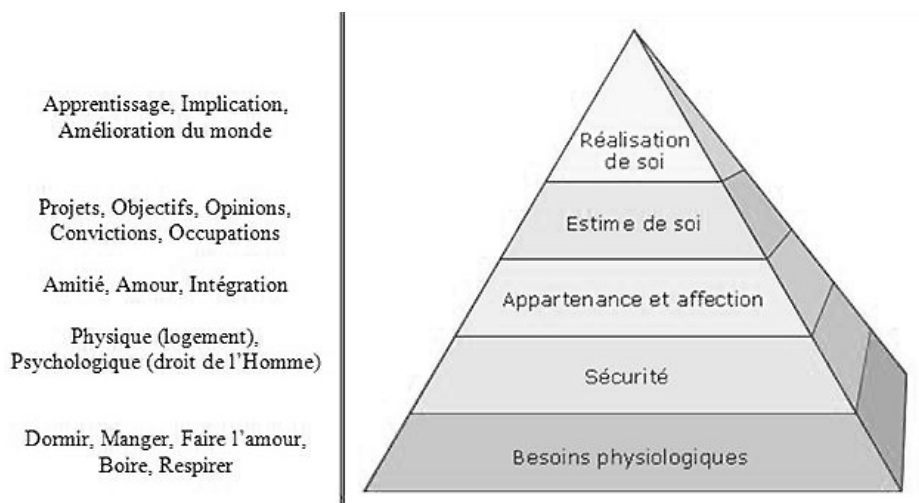 Apprentissage, Implication,
Amélioration du monde
Projets, Objectifs, Opinions,
Convictions, Occupations
Amitié, Amour, Intégration
Physique (logement),
Psychologique (droit de l'Homme)
Dormir, Manger, Faire l'amour,
Boire, Respirer
Réalisation
de soi
Estime de soi
Appartenance et affection
Sécurité
Besoins physiologiques